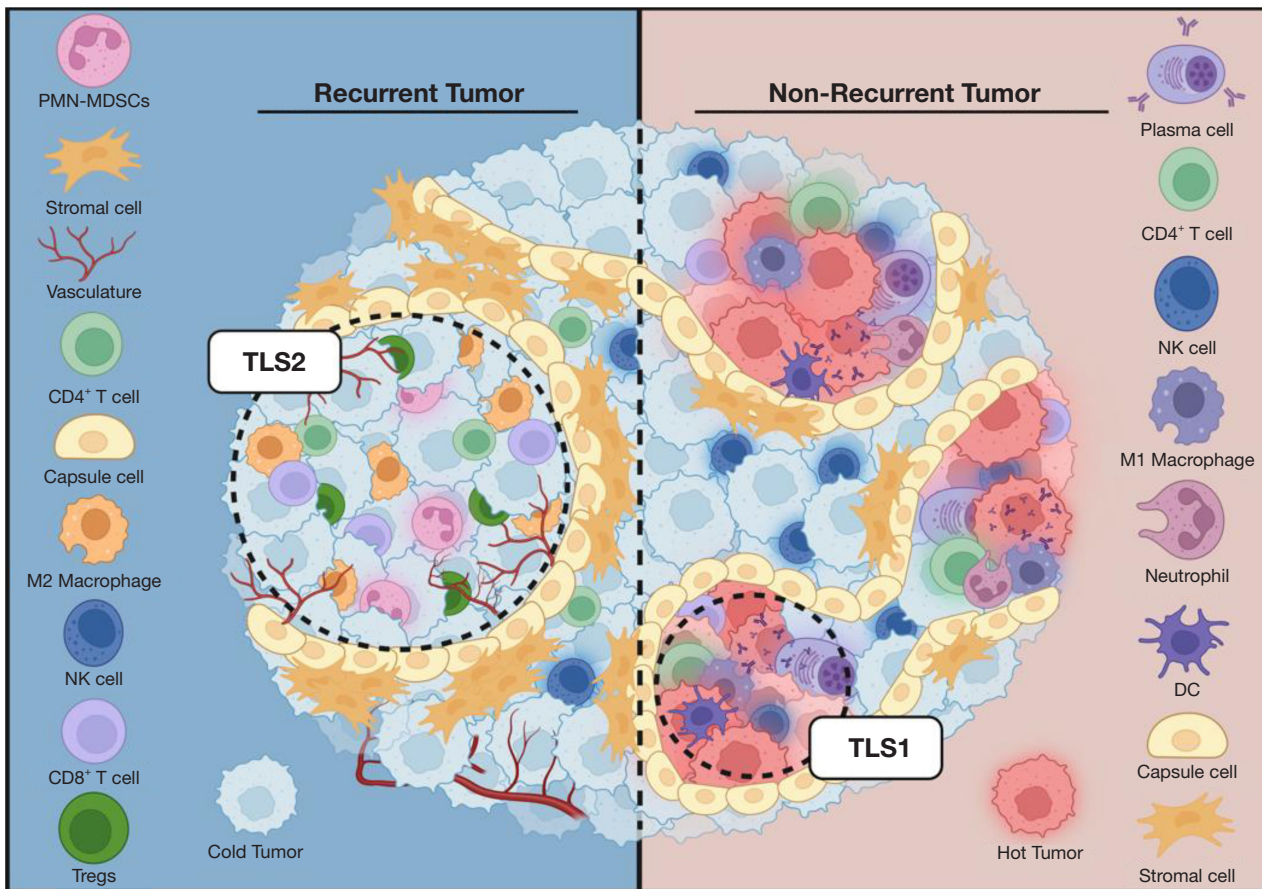 PMN-MDSCs
Stromal cell
Vasculature
CD4⁺ T cell
Capsule cell
M2 Macrophage
NK cell
CD8⁺ T cell
Tregs
Recurrent Tumor
TLS2
Cold Tumor
Non-Recurrent Tumor
TLS1
Hot Tumor
Plasma cell
CD4⁺ T cell
NK cell
M1 Macrophage
Neutrophil
DC
Capsule cell
Stromal cell